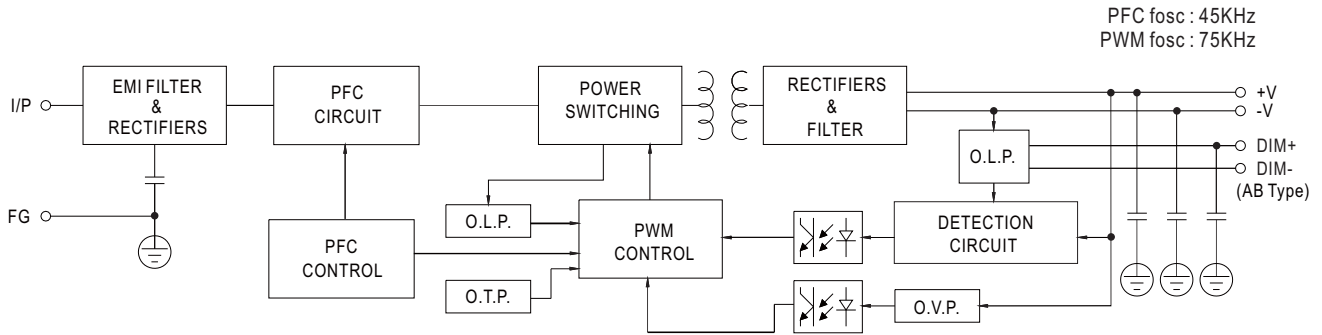 PFC fosc : 45KHz
PWM fosc : 75KHz
I/P
EMI FILTER
&
RECTIFIERS
PFC
CIRCUIT
POWER
SWITCHING
RECTIFIERS
&
FILTER
+V
-V
O.L.P.
DIM+
DIM-
(AB Type)
FG
O.L.P.
PFC
CONTROL
PWM
CONTROL
DETECTION
CIRCUIT
O.T.P.
O.V.P.